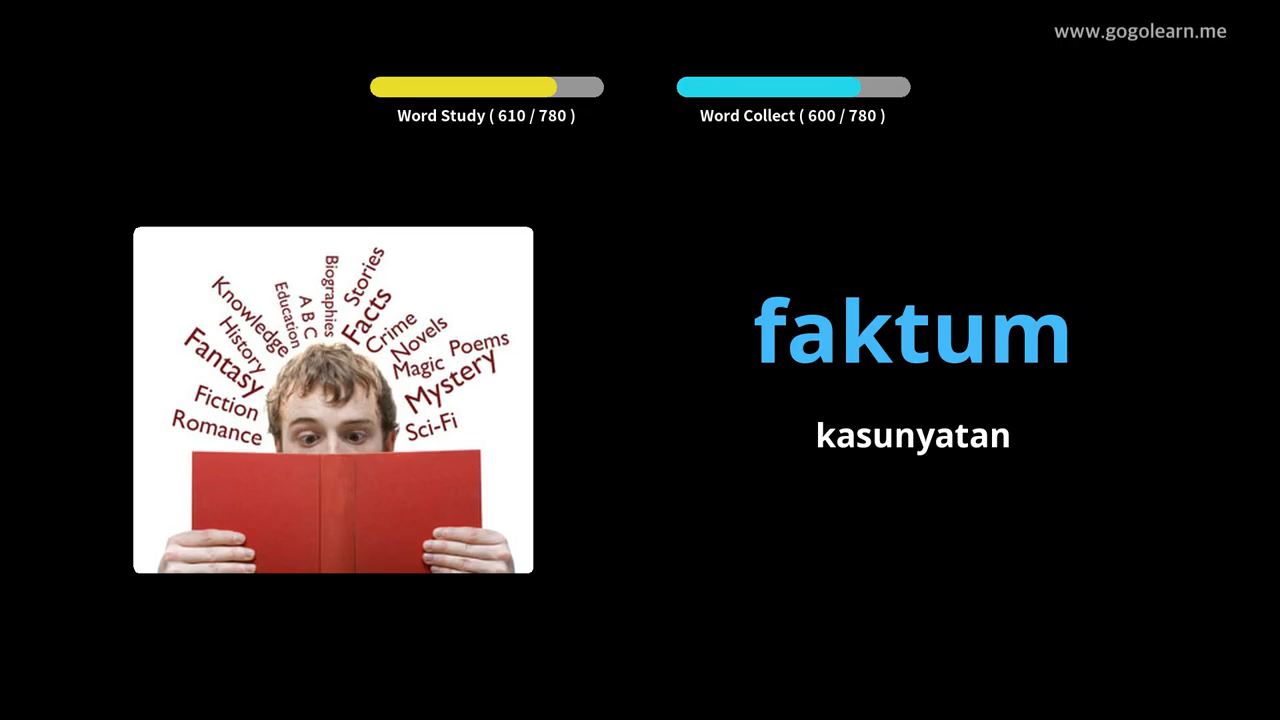 www.gogolearn.me
Word Study ( 610 / 780 )
Word Collect ( 600 / 780 )
Biographies
Stories
Education
A B C
Facts
Knowledge
Crime
History
Novels
Poems
Fantasy
Magic
Mystery
Fiction
Romance
Sci-Fi
faktum
kasunyatan